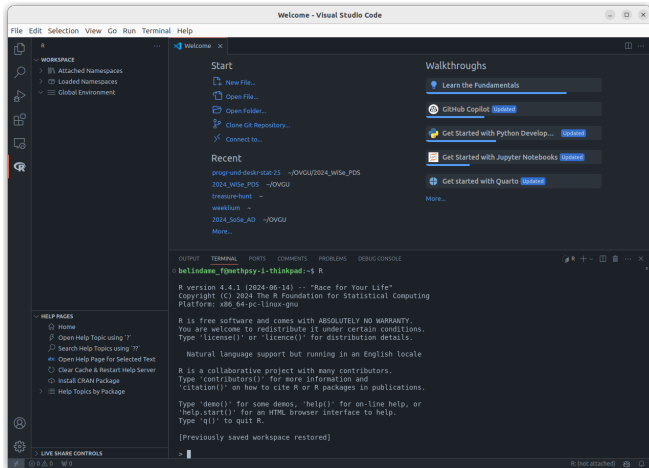 Welcome - Visual Studio Code
File Edit Selection View Go Run Terminal Help
R
WORKSPACE
Attached Namespaces
Loaded Namespaces
Global Environment
HELP PAGES
Home
Open Help Topic using `?`
Search Help Topics using `??`
Open Help Page for Selected Text
Clear Cache & Restart Help Server
Install CRAN Package
Help Topics by Package
LIVE SHARE CONTROLS
Welcome
Start
New File...
Open File...
Open Folder...
Clone Git Repository...
Connect to...
Recent
progr-und-deskr-stat-25 ~/OVGU/2024_WiSe_PDS
2024_WiSe_PDS ~/OVGU
treasure-hunt ~
weeklium ~
2024_SoSe_AD ~/OVGU
More...
Walkthroughs
Learn the Fundamentals
GitHub Copilot Updated
Get Started with Python Develop... Updated
Get Started with Jupyter Notebooks Updated
Get started with Quarto Updated
More...
OUTPUT TERMINAL PORTS COMMENTS PROBLEMS DEBUG CONSOLE
R
belindame_f@methpsy-i-thinkpad:~$ R
R version 4.4.1 (2024-06-14) -- "Race for Your Life"
Copyright (C) 2024 The R Foundation for Statistical Computing
Platform: x86_64-pc-linux-gnu
R is free software and comes with ABSOLUTELY NO WARRANTY.
You are welcome to redistribute it under certain conditions.
Type 'license()' or 'licence()' for distribution details.
Natural language support but running in an English locale
R is a collaborative project with many contributors.
Type 'contributors()' for more information and
'citation()' on how to cite R or R packages in publications.
Type 'demo()' for some demos, 'help()' for on-line help, or
'help.start()' for an HTML browser interface to help.
Type 'q()' to quit R.
[Previously saved workspace restored]
>
0 0 0
R: (not attached)